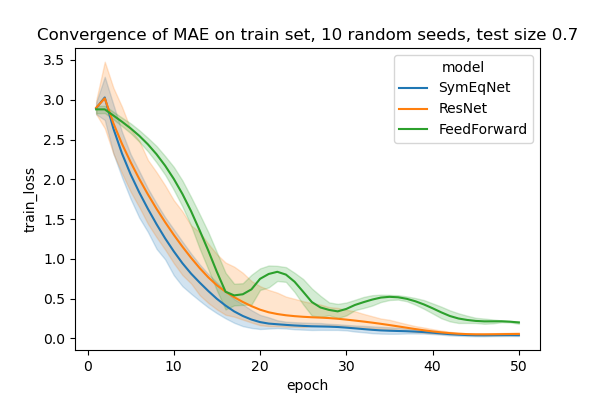 Convergence of MAE on train set, 10 random seeds, test size 0.7
model
SymEqNet
ResNet
FeedForward
train_loss
3.5
3.0
2.5
2.0
1.5
1.0
0.5
0.0
0 10 20 30 40 50
epoch